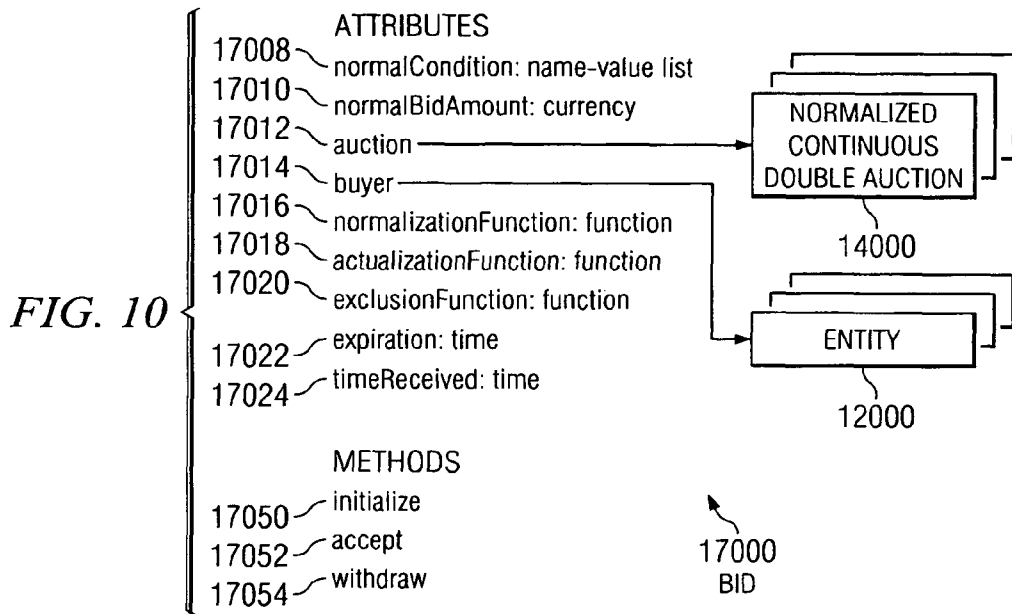 ATTRIBUTES
17008 normalCondition: name-value list
17010 normalBidAmount: currency
17012 auction
17014 buyer
17016 normalizationFunction: function
17018 actualizationFunction: function
17020 exclusionFunction: function
17022 expiration: time
17024 timeReceived: time
NORMALIZED
CONTINUOUS
DOUBLE AUCTION
14000
ENTITY
12000
FIG. 10
METHODS
17050 initialize
17052 accept
17054 withdraw
17000
BID